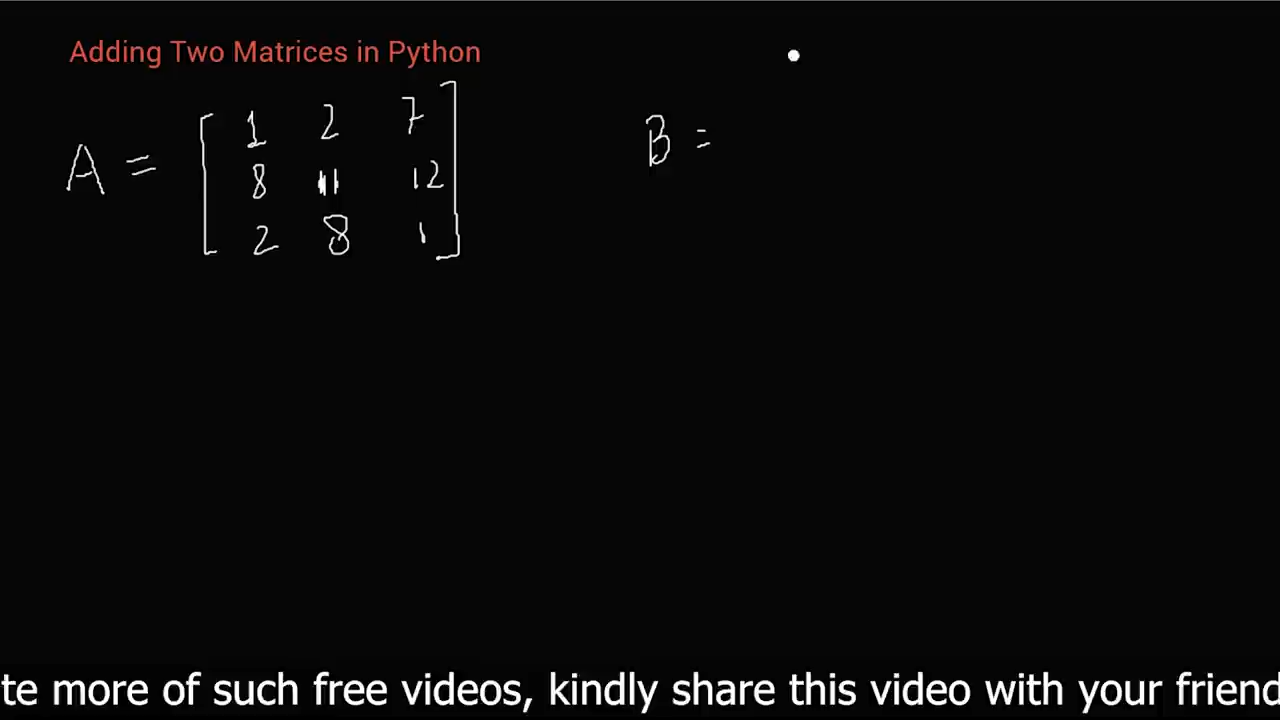 Adding Two Matrices in Python
A = [ 1 2 7
8 11 12
2 8 1 ]
B =
te more of such free videos, kindly share this video with your friend